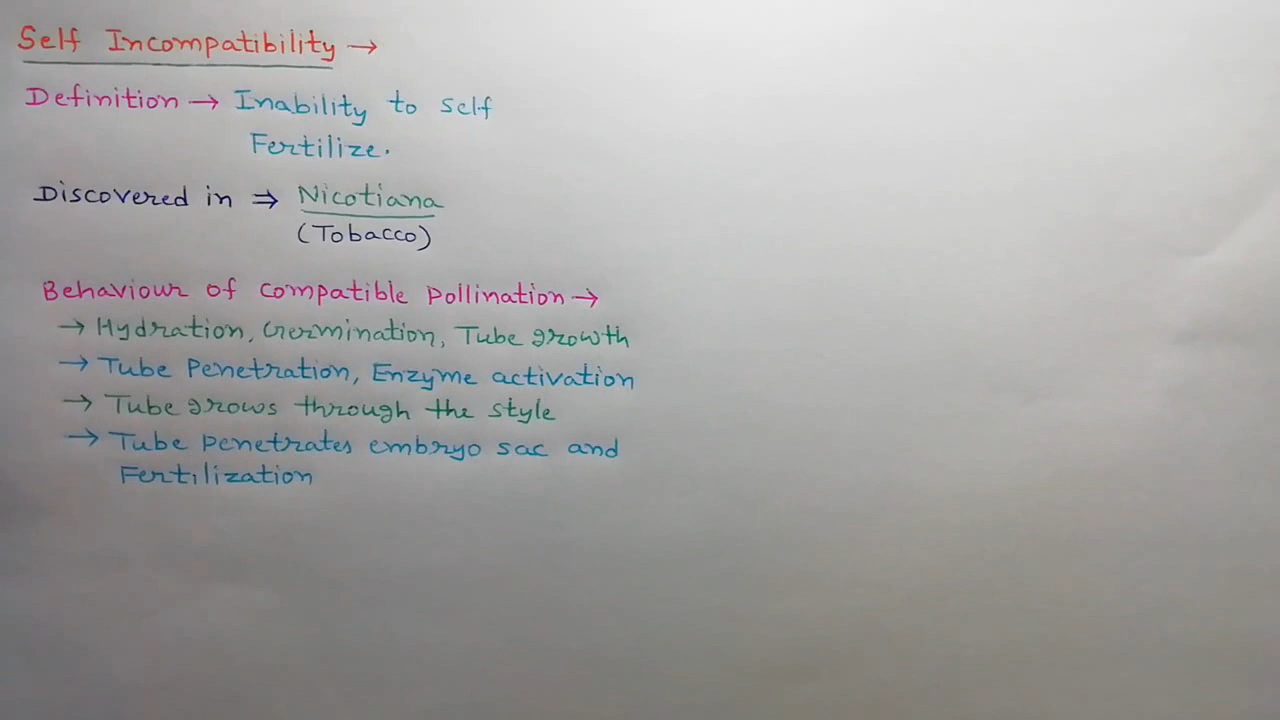 Self Incompatibility →
Definition → Inability to self
Fertilize.
Discovered in ⇒ Nicotiana
(Tobacco)
Behaviour of compatible pollination →
→ Hydration, Germination, Tube growth
→ Tube Penetration, Enzyme activation
→ Tube grows through the style
→ Tube penetrates embryo sac and
Fertilization